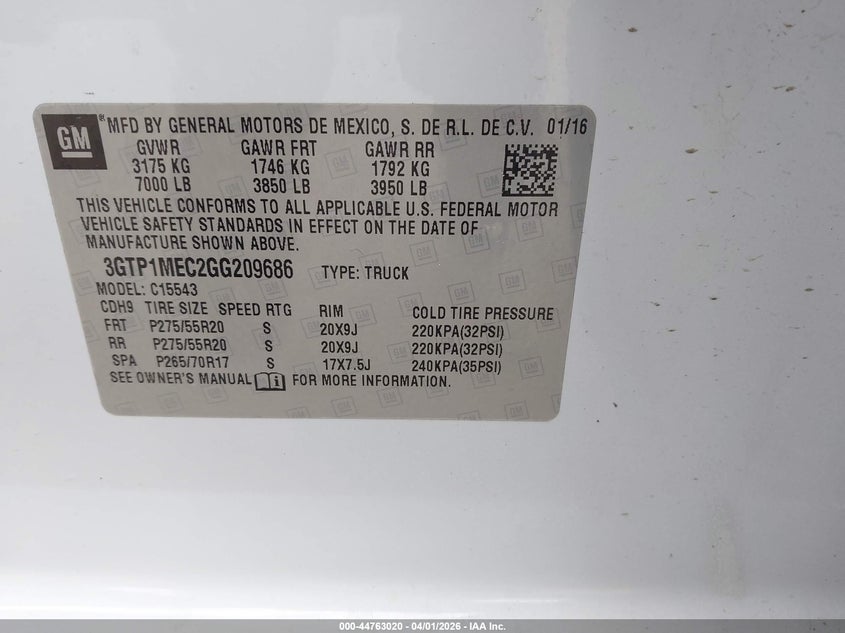 GM ® MFD BY GENERAL MOTORS DE MEXICO, S. DE R.L. DE C.V. 01/16
GVWR GAWR FRT GAWR RR
3175 KG 1746 KG 1792 KG
7000 LB 3850 LB 3950 LB
THIS VEHICLE CONFORMS TO ALL APPLICABLE U.S. FEDERAL MOTOR
VEHICLE SAFETY STANDARDS IN EFFECT ON THE DATE OF
MANUFACTURE SHOWN ABOVE.
3GTP1MEC2GG209686 TYPE: TRUCK
MODEL: C15543
CDH9 TIRE SIZE SPEED RTG RIM COLD TIRE PRESSURE
FRT P275/55R20 S 20X9J 220KPA(32PSI)
RR P275/55R20 S 20X9J 220KPA(32PSI)
SPA P265/70R17 S 17X7.5J 240KPA(35PSI)
SEE OWNER'S MANUAL FOR MORE INFORMATION.
000-44763020 - 04/01/2026 - IAA Inc.